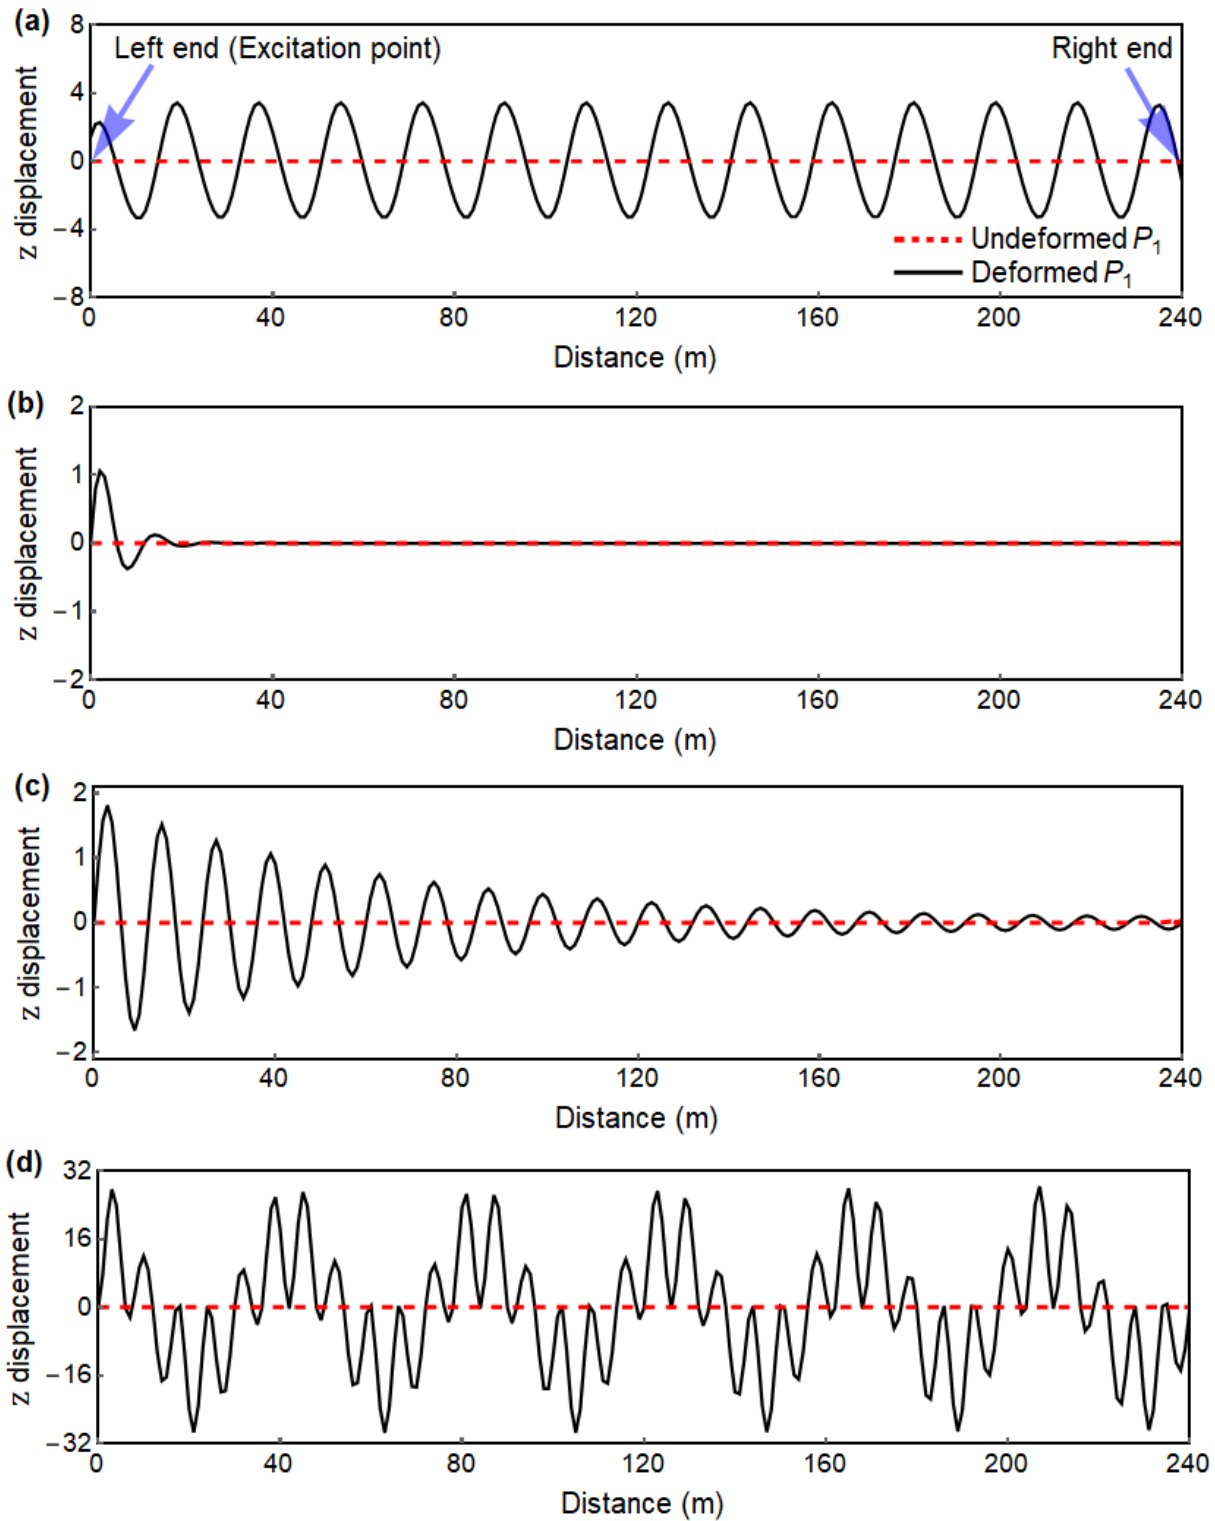 (a)
8
4
0
−4
−8
z displacement
Left end (Excitation point)
Right end
Undeformed P1
Deformed P1
0 40 80 120 160 200 240
Distance (m)
(b)
2
1
0
−1
−2
z displacement
0 40 80 120 160 200 240
Distance (m)
(c)
2
1
0
−1
−2
z displacement
0 40 80 120 160 200 240
Distance (m)
(d)
32
16
0
−16
−32
z displacement
0 40 80 120 160 200 240
Distance (m)